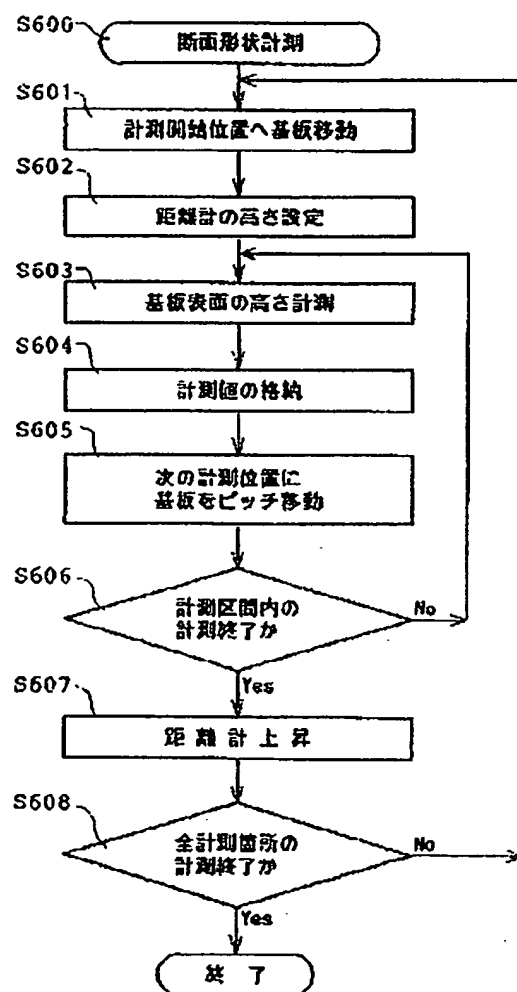 S600
断面形状計測
S601
計測開始位置へ基板移動
S602
距離計の高さ設定
S603
基板表面の高さ計測
S604
計測値の格納
S605
次の計測位置に
基板をピッチ移動
S606
計測区間内の
計測終了か
No
Yes
S607
距離計上昇
S608
全計測箇所の
計測終了か
No
Yes
終了